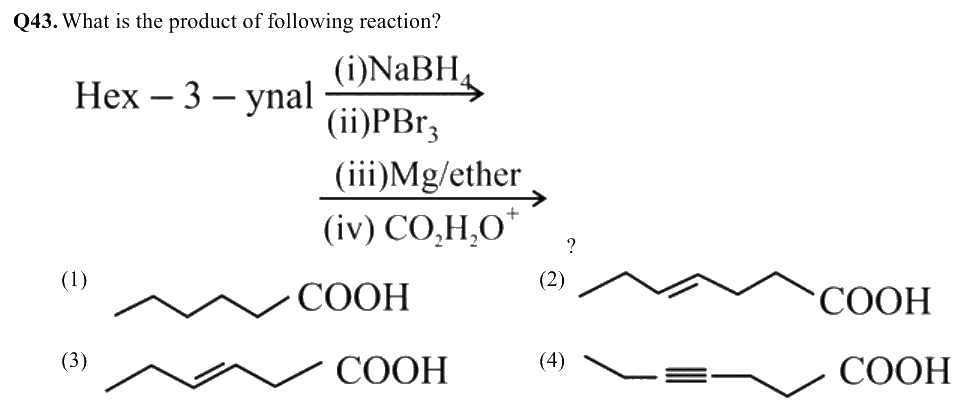 Q43. What is the product of following reaction?
(i)NaBH₄
Hex – 3 – ynal
(ii)PBr₃
(iii)Mg/ether
(iv) CO₂H₂O⁺
?
(1) COOH (2) COOH
(3) COOH (4) COOH